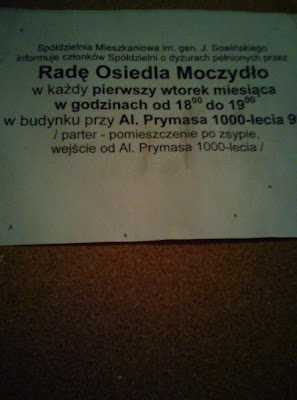 Spółdzielnia Mieszkaniowa im. gen. J. Sowińskiego
informuje członków Spółdzielni o dyżurach pełnionych przez
Radę Osiedla Moczydło
w każdy pierwszy wtorek miesiąca
w godzinach od 18⁰⁰ do 19⁰⁰
w budynku przy Al. Prymasa 1000-lecia 9
/ parter - pomieszczenie po zsypie,
wejście od Al. Prymasa 1000-lecia /